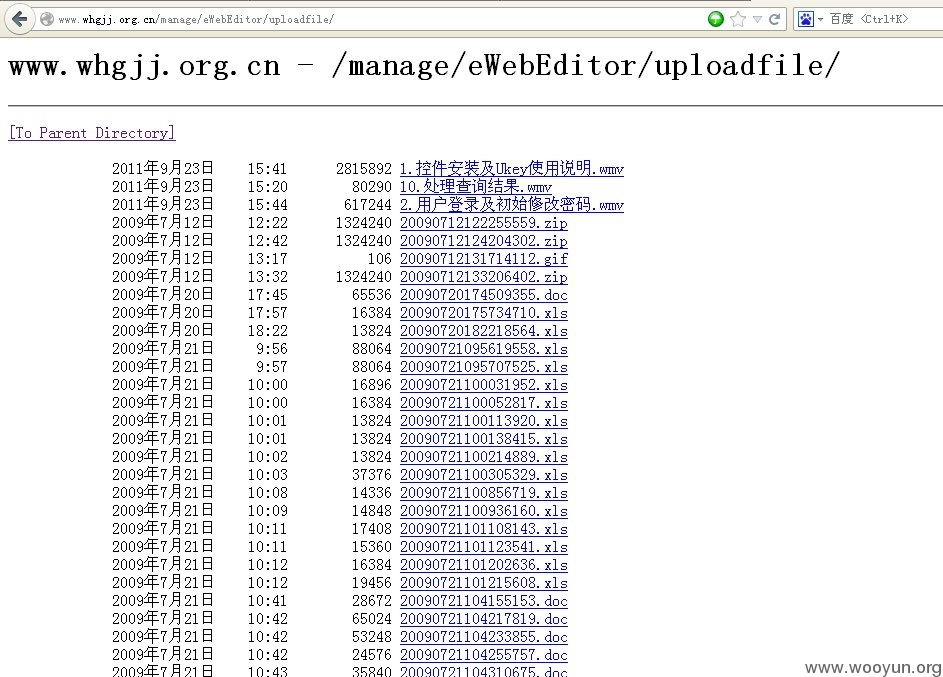 www.whgjj.org.cn/manage/eWebEditor/uploadfile/
百度 <Ctrl+K>
www.whgjj.org.cn - /manage/eWebEditor/uploadfile/
[To Parent Directory]
2011年9月23日 15:41 2815892 1.控件安装及Ukey使用说明.wmv
2011年9月23日 15:20 80290 10.处理查询结果.wmv
2011年9月23日 15:44 617244 2.用户登录及初始修改密码.wmv
2009年7月12日 12:22 1324240 20090712122255559.zip
2009年7月12日 12:42 1324240 20090712124204302.zip
2009年7月12日 13:17 106 20090712131714112.gif
2009年7月12日 13:32 1324240 20090712133206402.zip
2009年7月20日 17:45 65536 20090720174509355.doc
2009年7月20日 17:57 16384 20090720175734710.xls
2009年7月20日 18:22 13824 20090720182218564.xls
2009年7月21日 9:56 88064 20090721095619558.xls
2009年7月21日 9:57 88064 20090721095707525.xls
2009年7月21日 10:00 16896 20090721100031952.xls
2009年7月21日 10:00 16384 20090721100052817.xls
2009年7月21日 10:01 13824 20090721100113920.xls
2009年7月21日 10:01 13824 20090721100138415.xls
2009年7月21日 10:02 13824 20090721100214889.xls
2009年7月21日 10:03 37376 20090721100305329.xls
2009年7月21日 10:08 14336 20090721100856719.xls
2009年7月21日 10:09 14848 20090721100936160.xls
2009年7月21日 10:11 17408 20090721101108143.xls
2009年7月21日 10:11 15360 20090721101123541.xls
2009年7月21日 10:12 16384 20090721101202636.xls
2009年7月21日 10:12 19456 20090721101215608.xls
2009年7月21日 10:41 28672 20090721104155153.doc
2009年7月21日 10:42 65024 20090721104217819.doc
2009年7月21日 10:42 53248 20090721104233855.doc
2009年7月21日 10:42 24576 20090721104255757.doc
2009年7月21日 10:43 35840 20090721104310675.doc
www.wooyun.org